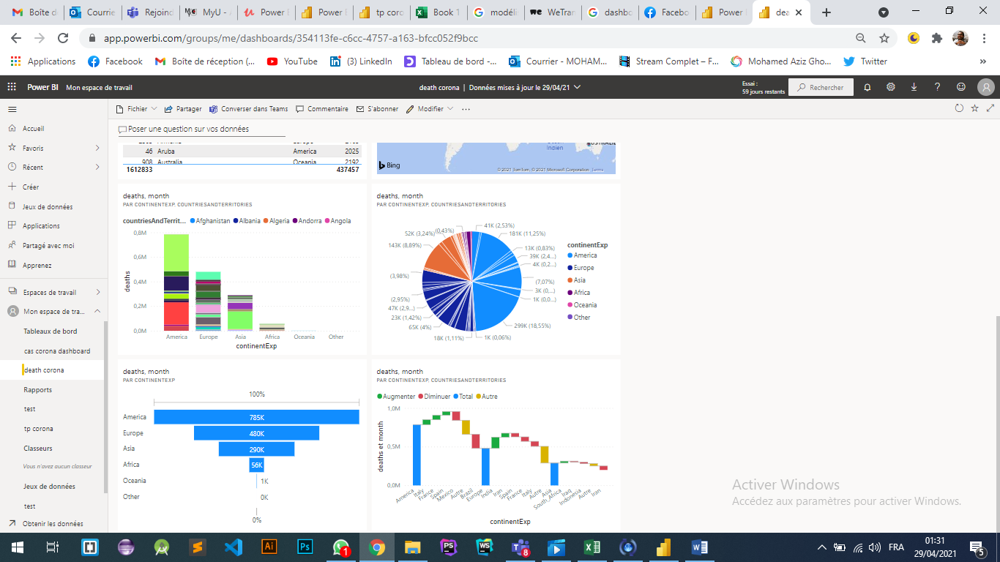 Boîte d
Courrie
Rejoind
MyU - A
Power
Power
tp coro
Book 1
modéli
WeTran
dashbo
Facebo
Power
dea
app.powerbi.com/groups/me/dashboards/354113fe-c6cc-4757-a163-bfcc052f9bcc
Applications
Facebook
Boîte de réception (...
YouTube
(3) LinkedIn
Tableau de bord -...
Courrier - MOHAM...
Stream Complet – F...
Mohamed Aziz Gho...
Twitter
»
Power BI Mon espace de travail
death corona | Données mises à jour le 29/04/21
Essai :
59 jours restants
Rechercher
Fichier
Partager
Converser dans Teams
Commentaire
S'abonner
Modifier
...
Accueil
Favoris
Récent
Créer
Jeux de données
Applications
Partagé avec moi
Apprenez
Espaces de travail
Mon espace de tra...
Tableaux de bord
cas corona dashboard
death corona
Rapports
test
tp corona
Classeurs
Vous n'avez aucun classeur
Jeux de données
test
Obtenir les données
Poser une question sur vos données
46 Aruba America 2025
908 Australia Oceania 2192
1612833 437457
Indien
Bing
© 2021 TomTom, © 2021 Microsoft Corporation Terms
deaths, month
PAR CONTINENTEXP, COUNTRIESANDTERRITORIES
countriesAndTerrit... Afghanistan Albania Algeria Andorra Angola
0,8M
0,6M
0,4M
0,2M
0,0M
deaths
America Europe Asia Africa Oceania Other
continentExp
deaths, month
PAR CONTINENTEXP, COUNTRIESANDTERRITORIES
41K (2,53%)
181K (11,25%)
13K (0,83%)
39K (2,4...)
4K (0,2...)
(7,07%)
3K (0,...)
1K (0,0...)
299K (18,55%)
1K (0,06%)
18K (1,11%)
65K (4%)
23K (1,42%)
47K (2,9...)
(2,95%)
(3,98%)
143K (8,89%)
52K (3,24%)
(0,43%)
continentExp
America
Europe
Asia
Africa
Oceania
Other
deaths, month
PAR CONTINENTEXP
100%
America 785K
Europe 480K
Asia 290K
Africa 56K
Oceania 1K
Other 0K
0%
deaths, month
PAR CONTINENTEXP, COUNTRIESANDTERRITORIES
Augmenter Diminuer Total Autre
1,0M
0,5M
0,0M
deaths et month
America
Italy
France
Spain
Mexico
Autre
Brazil
Europe
India
Iran
Spain
France
Italy
Autre
Asia
South_Africa
Iraq
Indonesia
Autre
Iran
continentExp
Activer Windows
Accédez aux paramètres pour activer Windows.
Ai
Ps
1
PS
WS
8
FRA
01:31
29/04/2021
5